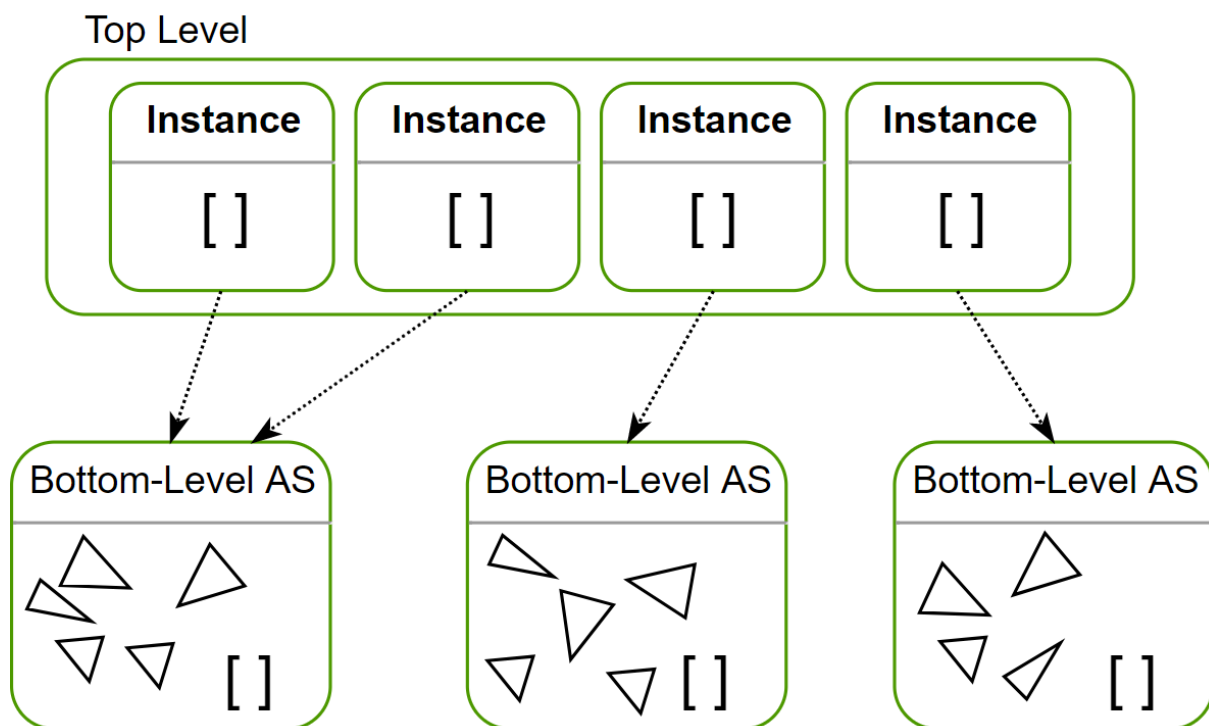 Top Level
Instance Instance Instance Instance
[ ] [ ] [ ] [ ]
Bottom-Level AS Bottom-Level AS Bottom-Level AS
[ ] [ ] [ ]